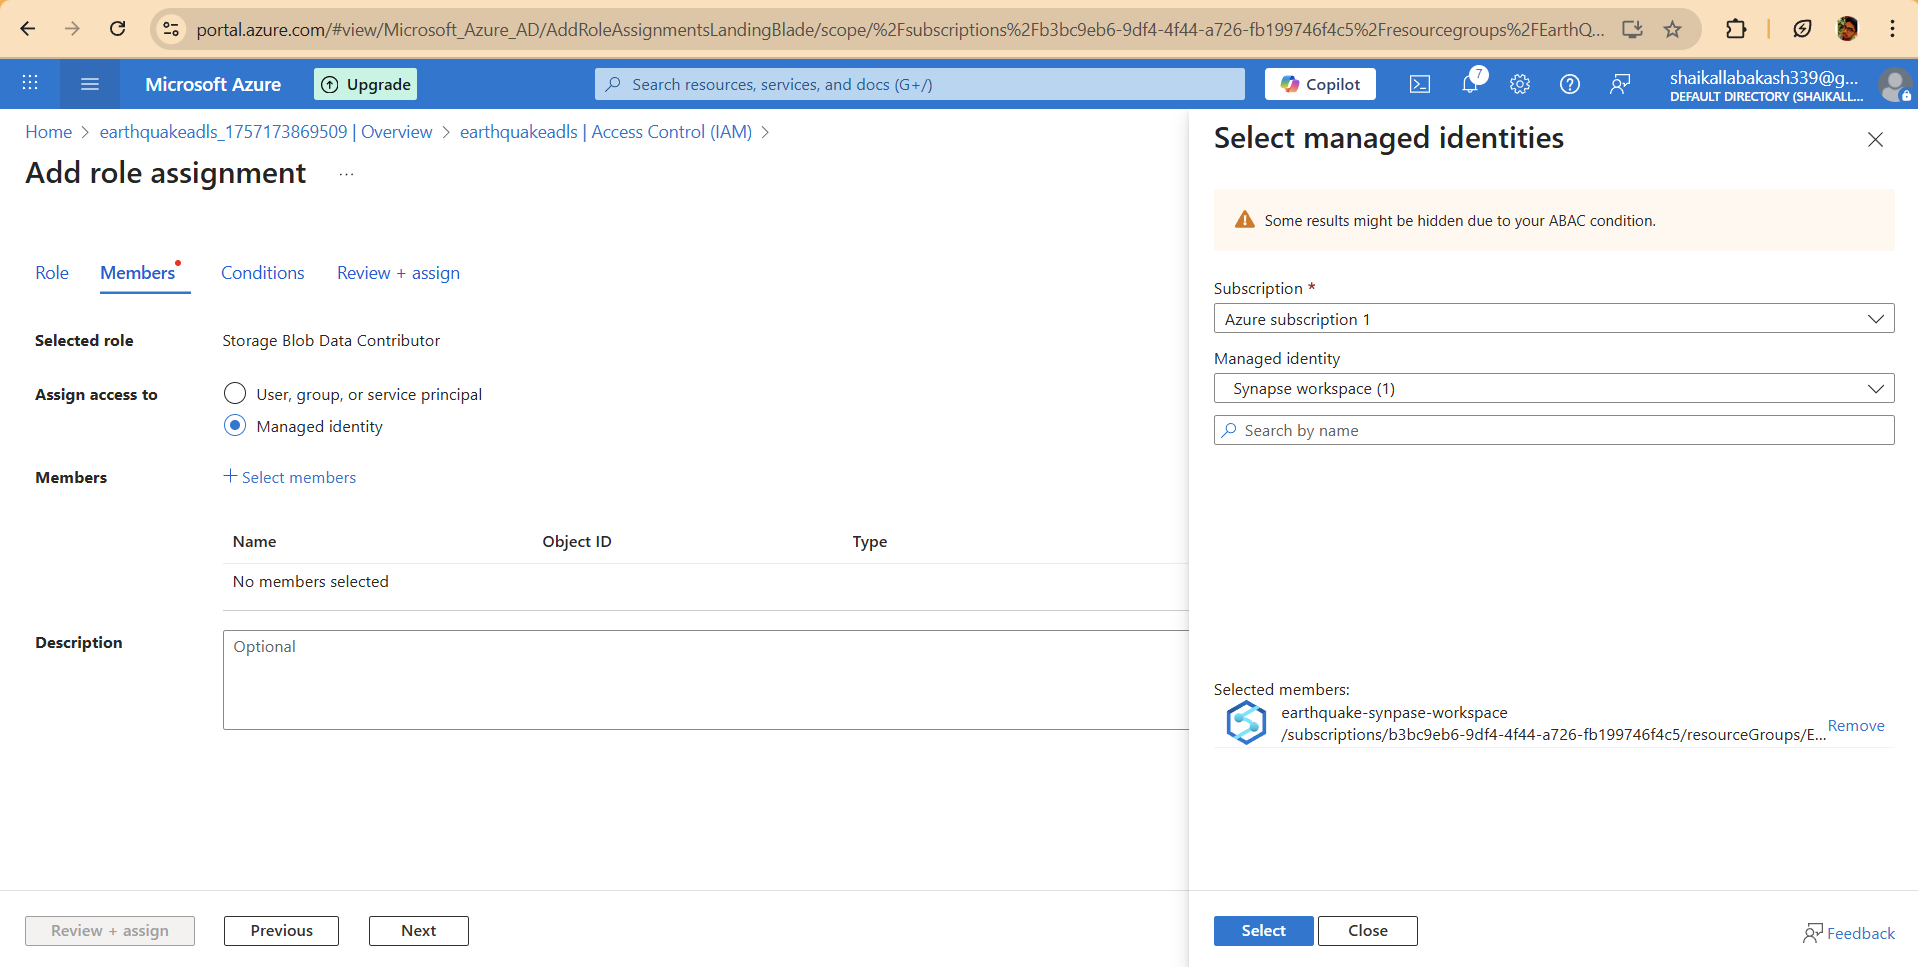 portal.azure.com/#view/Microsoft_Azure_AD/AddRoleAssignmentsLandingBlade/scope/%2Fsubscriptions%2Fb3bc9eb6-9df4-4f44-a726-fb199746f4c5%2Fresourcegroups%2FEarthQ...
Microsoft Azure
Upgrade
Search resources, services, and docs (G+/)
Copilot
7
shaikallabakash339@g...
DEFAULT DIRECTORY (SHAIKALL...
Home > earthquakeadls_1757173869509 | Overview > earthquakeadls | Access Control (IAM) >
Add role assignment ...
Role Members Conditions Review + assign
Selected role Storage Blob Data Contributor
Assign access to User, group, or service principal
Managed identity
Members + Select members
Name Object ID Type
No members selected
Description Optional
Review + assign Previous Next
Select managed identities
Some results might be hidden due to your ABAC condition.
Subscription *
Azure subscription 1
Managed identity
Synapse workspace (1)
Search by name
Selected members:
earthquake-synpase-workspace
/subscriptions/b3bc9eb6-9df4-4f44-a726-fb199746f4c5/resourceGroups/E... Remove
Select Close Feedback